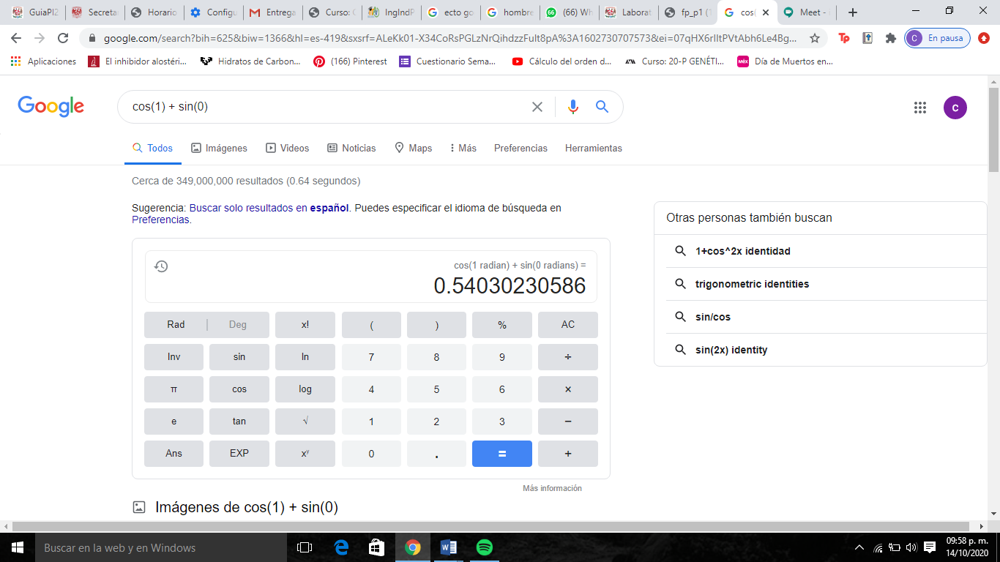 GuiaPI2
Secreta
Horario
Configu
Entrega
Curso: C
IngIndP
ecto go
hombre
(66) Wh
Laborat
fp_p1 (1
cos(
Meet -
google.com/search?bih=625&biw=1366&hl=es-419&sxsrf=ALeKk01-X34CoRsPGLzNrQihdzzFuIt8pA%3A1602730707573&ei=07qHX6rlItPVtAbh6Le4Bg...
En pausa
Aplicaciones
El inhibidor alostéri...
Hidratos de Carbon...
(166) Pinterest
Cuestionario Sema...
Cálculo del orden d...
Curso: 20-P GENÉTI...
Día de Muertos en...
Google
cos(1) + sin(0)
C
Todos
Imágenes
Videos
Noticias
Maps
Más
Preferencias
Herramientas
Cerca de 349,000,000 resultados (0.64 segundos)
Sugerencia: Buscar solo resultados en español. Puedes especificar el idioma de búsqueda en
Preferencias.
cos(1 radian) + sin(0 radians) =
0.54030230586
Rad | Deg x! ( ) % AC
Inv sin ln 7 8 9 ÷
π cos log 4 5 6 ×
e tan √ 1 2 3 −
Ans EXP xʸ 0 . = +
Más información
Imágenes de cos(1) + sin(0)
Otras personas también buscan
1+cos^2x identidad
trigonometric identities
sin/cos
sin(2x) identity
Buscar en la web y en Windows
09:58 p. m.
14/10/2020